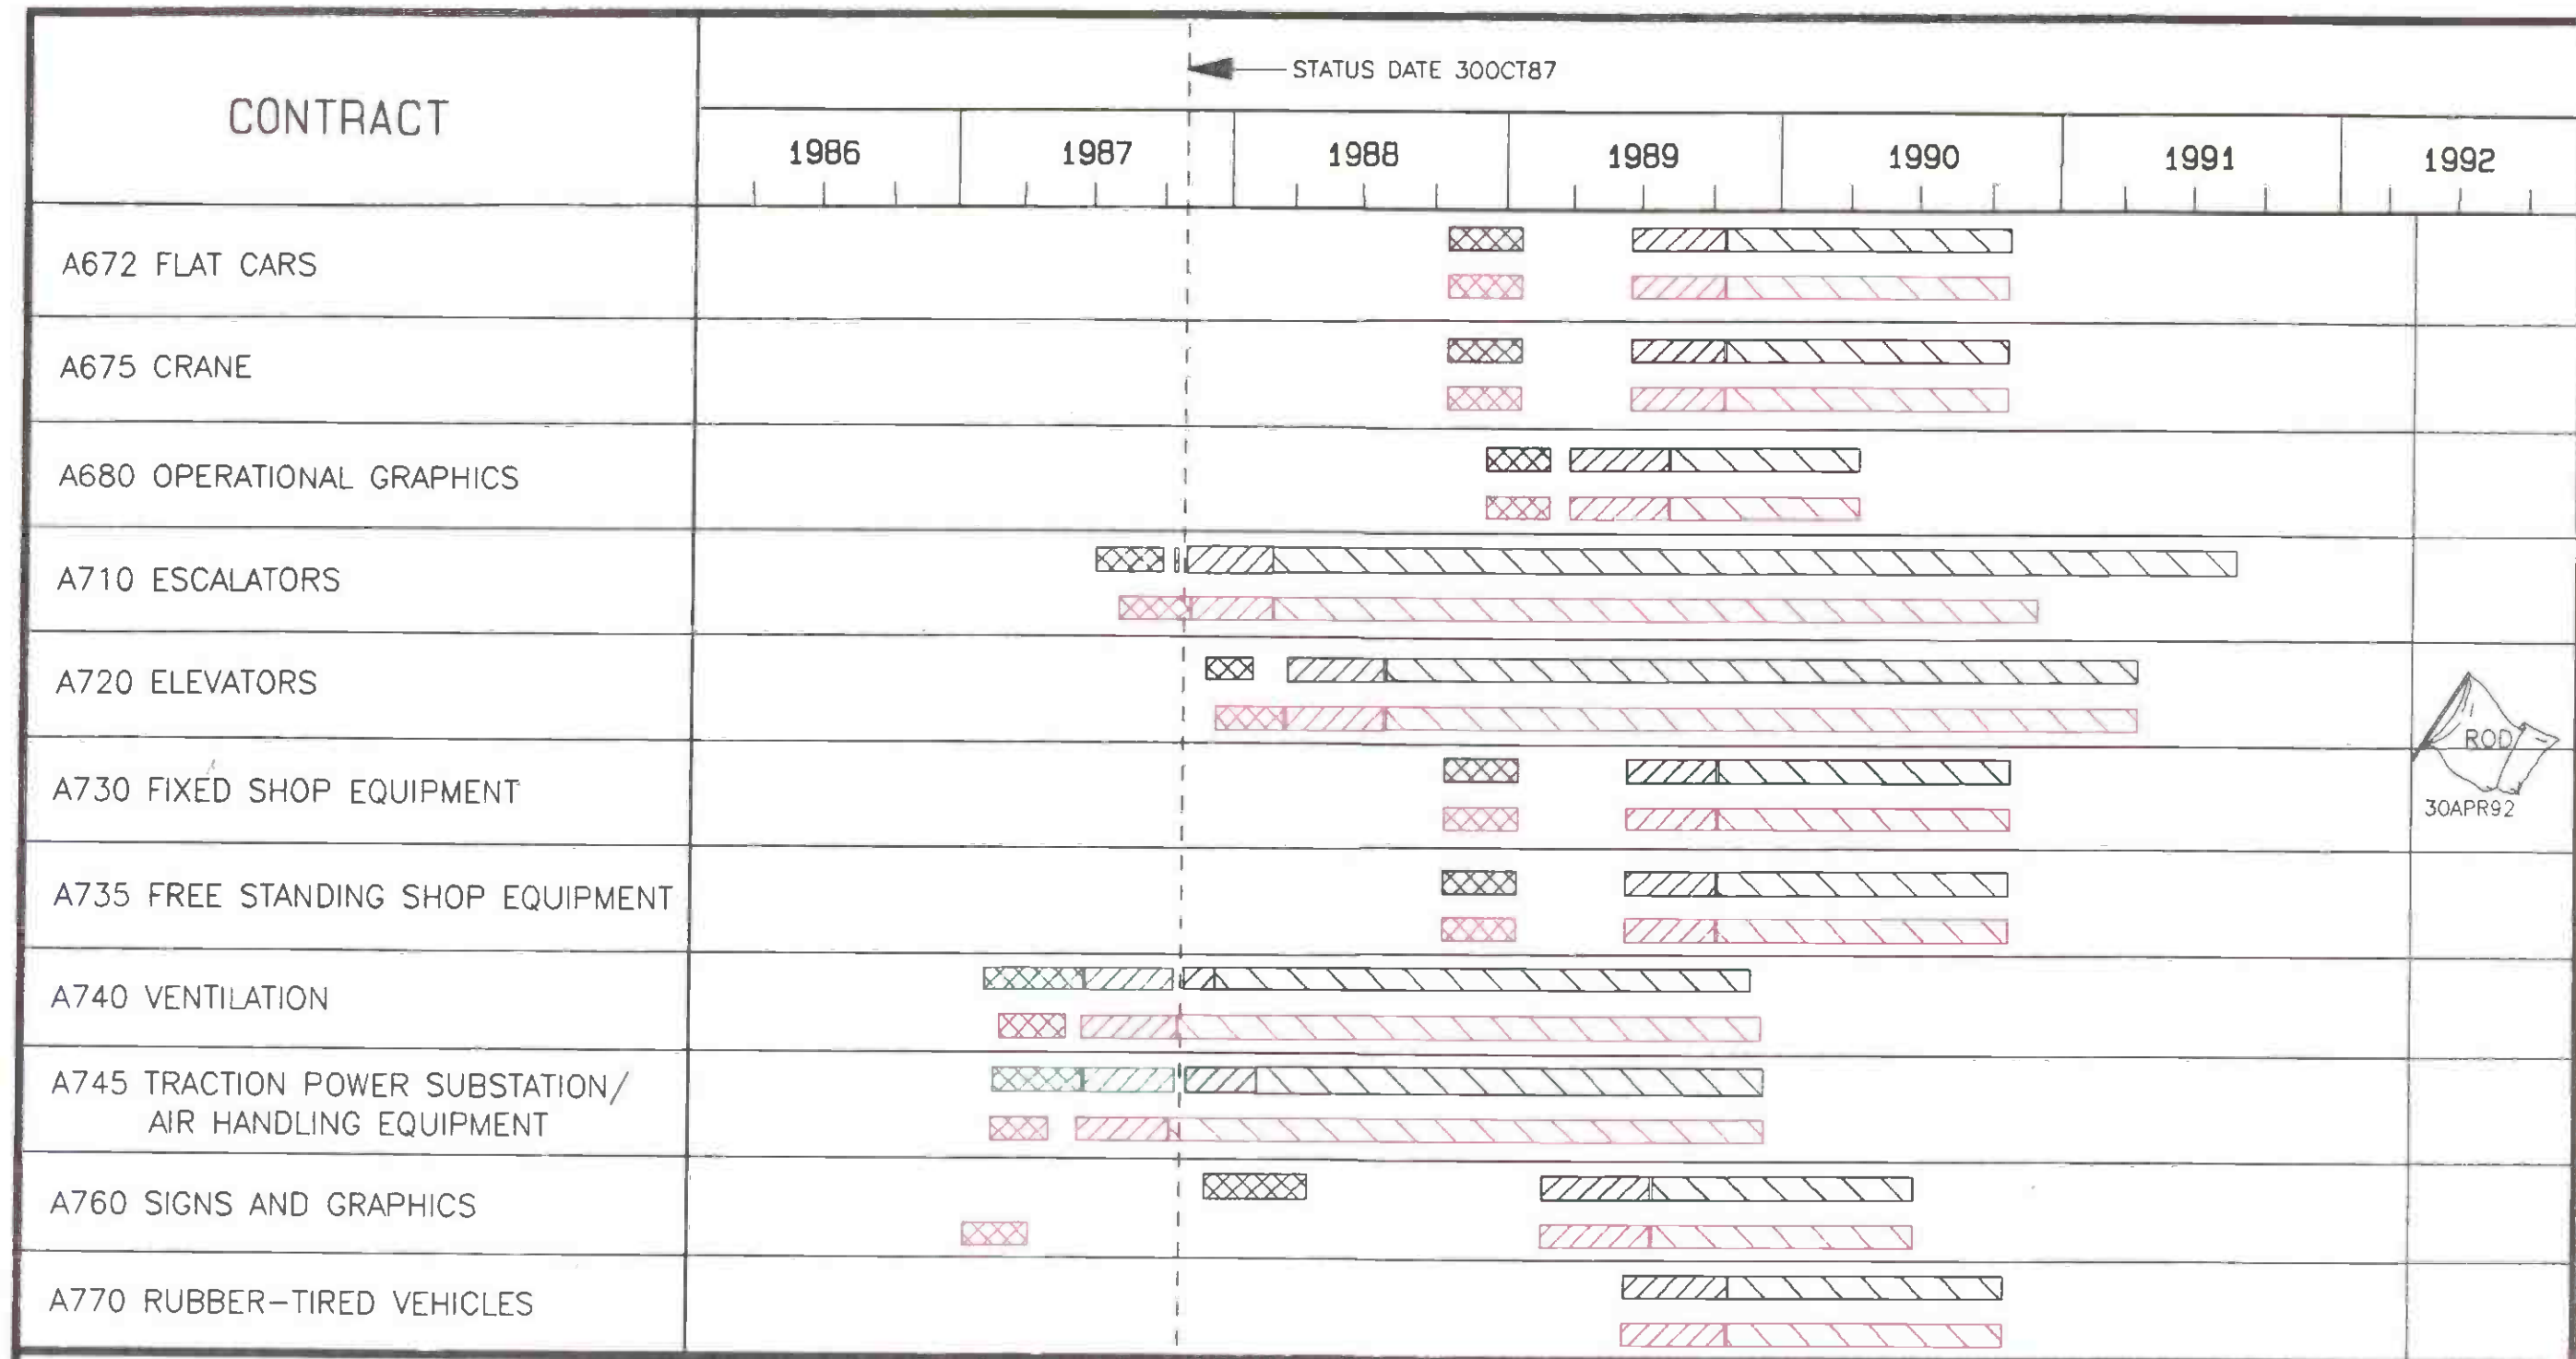 STATUS DATE 30OCT87
CONTRACT
1986 1987 1988 1989 1990 1991 1992
A672 FLAT CARS
A675 CRANE
A680 OPERATIONAL GRAPHICS
A710 ESCALATORS
A720 ELEVATORS
ROD
A730 FIXED SHOP EQUIPMENT
30APR92
A735 FREE STANDING SHOP EQUIPMENT
A740 VENTILATION
A745 TRACTION POWER SUBSTATION/
AIR HANDLING EQUIPMENT
A760 SIGNS AND GRAPHICS
A770 RUBBER-TIRED VEHICLES